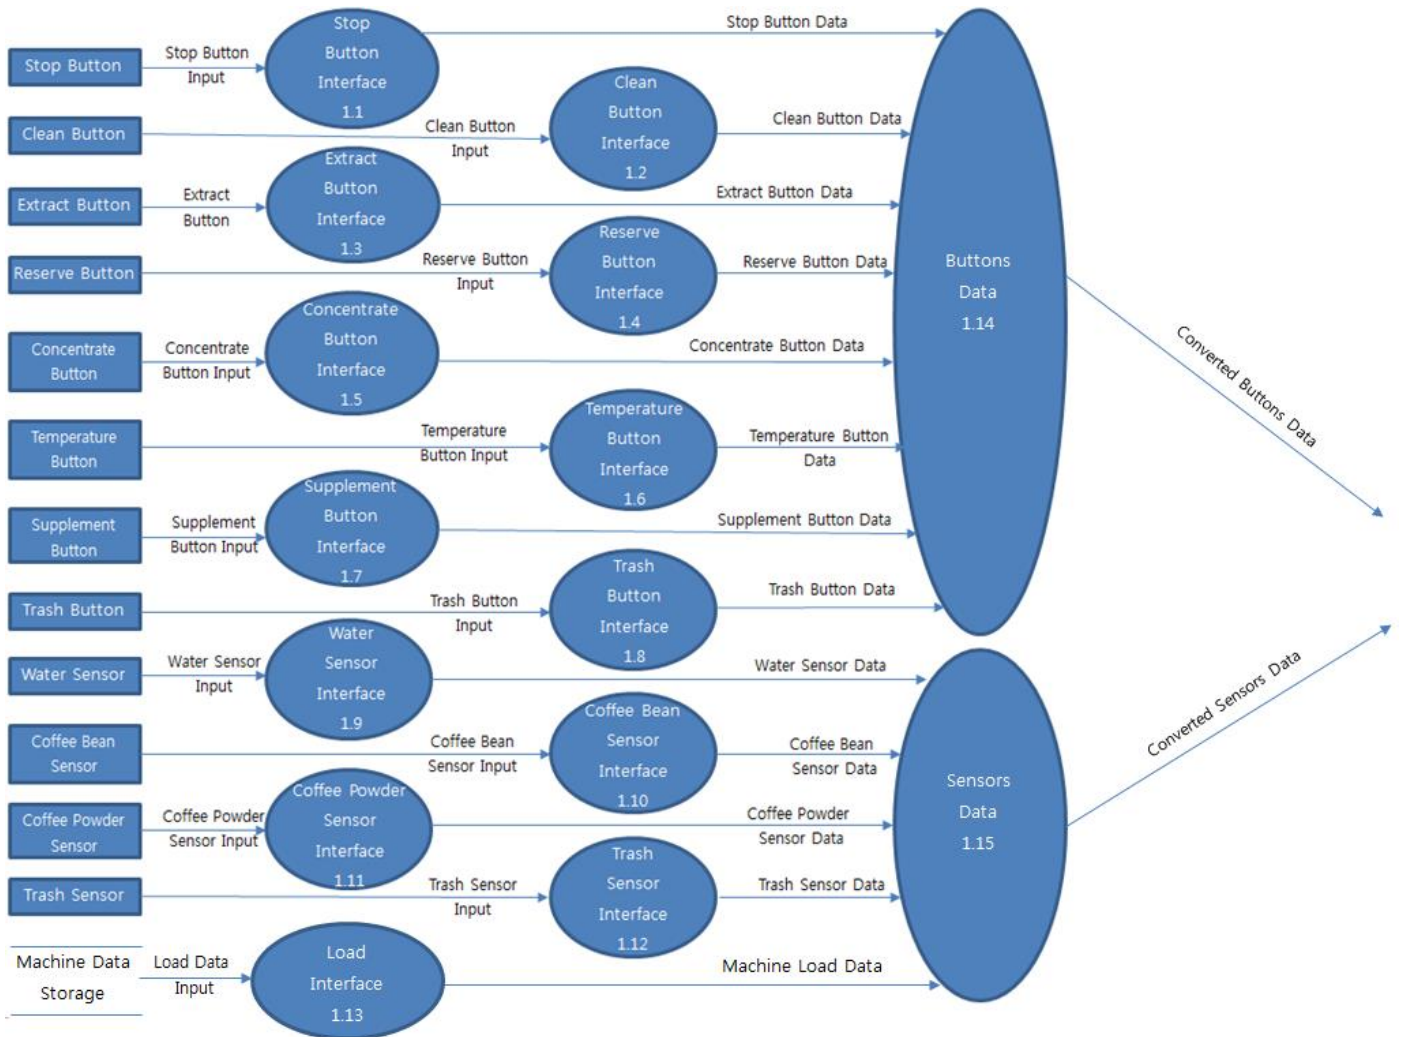 Stop Button
Stop Button
Input
Stop
Button
Interface
1.1
Stop Button Data
Clean Button
Clean Button
Input
Clean
Button
Interface
1.2
Clean Button Data
Extract Button
Extract
Button
Extract
Button
Interface
1.3
Extract Button Data
Reserve Button
Reserve Button
Input
Reserve
Button
Interface
1.4
Reserve Button Data
Concentrate
Button
Concentrate
Button Input
Concentrate
Button
Interface
1.5
Concentrate Button Data
Temperature
Button
Temperature
Button Input
Temperature
Button
Interface
1.6
Temperature Button
Data
Supplement
Button
Supplement
Button Input
Supplement
Button
Interface
1.7
Supplement Button Data
Trash Button
Trash Button
Input
Trash
Button
Interface
1.8
Trash Button Data
Buttons
Data
1.14
Converted Buttons Data
Water Sensor
Water Sensor
Input
Water
Sensor
Interface
1.9
Water Sensor Data
Coffee Bean
Sensor
Coffee Bean
Sensor Input
Coffee Bean
Sensor
Interface
1.10
Coffee Bean
Sensor Data
Coffee Powder
Sensor
Coffee Powder
Sensor Input
Coffee Powder
Sensor
Interface
1.11
Coffee Powder
Sensor Data
Trash Sensor
Trash Sensor
Input
Trash
Sensor
Interface
1.12
Trash Sensor Data
Machine Data
Storage
Load Data
Input
Load
Interface
1.13
Machine Load Data
Sensors
Data
1.15
Converted Sensors Data